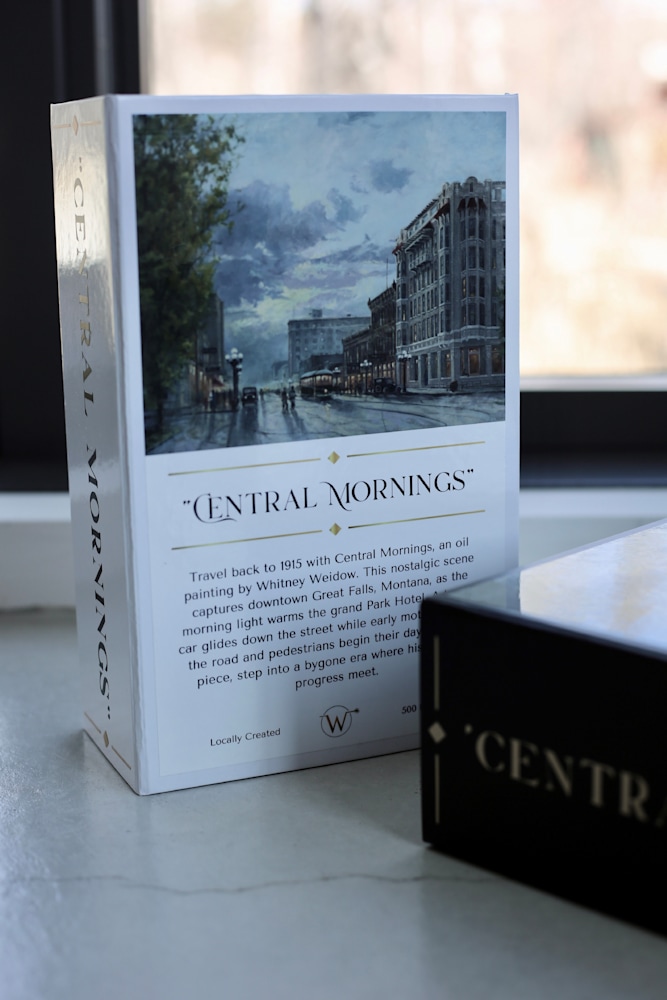 "CENTRAL MORNINGS"
"CENTRAL MORNINGS"
Travel back to 1915 with Central Mornings, an oil
painting by Whitney Weidow. This nostalgic scene
captures downtown Great Falls, Montana, as the
morning light warms the grand Park Hotel.
car glides down the street while early
the road and pedestrians begin their day
piece, step into a bygone era where
progress meet.
Locally Created
W
500
"CENTR